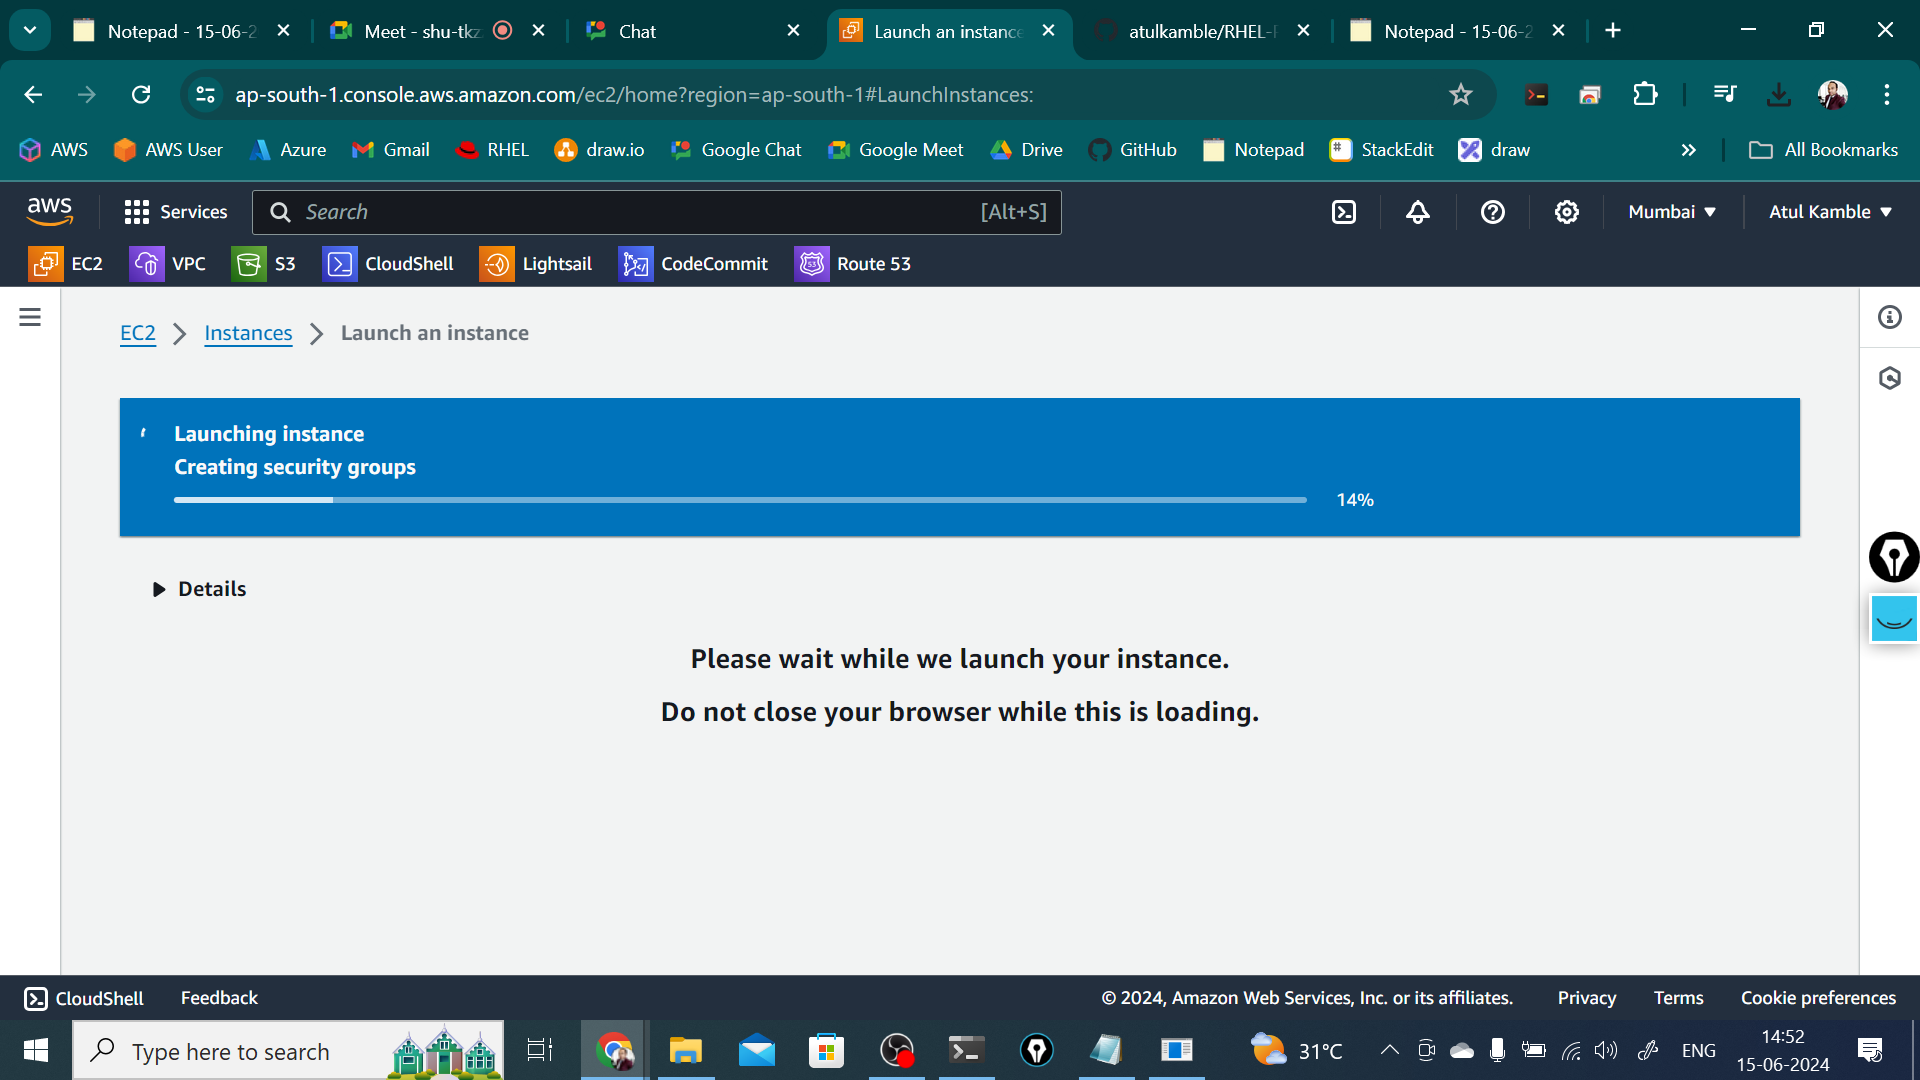 Notepad - 15-06-2
Meet - shu-tkz
Chat
Launch an instance
atulkamble/RHEL-
Notepad - 15-06-2
ap-south-1.console.aws.amazon.com/ec2/home?region=ap-south-1#LaunchInstances:
AWS
AWS User
Azure
Gmail
RHEL
draw.io
Google Chat
Google Meet
Drive
GitHub
Notepad
StackEdit
draw
All Bookmarks
aws
Services
Search
[Alt+S]
Mumbai
Atul Kamble
EC2
VPC
S3
CloudShell
Lightsail
CodeCommit
Route 53
EC2
Instances
Launch an instance
Launching instance
Creating security groups
14%
Details
Please wait while we launch your instance.
Do not close your browser while this is loading.
CloudShell
Feedback
© 2024, Amazon Web Services, Inc. or its affiliates.
Privacy
Terms
Cookie preferences
Type here to search
31°C
ENG
14:52
15-06-2024